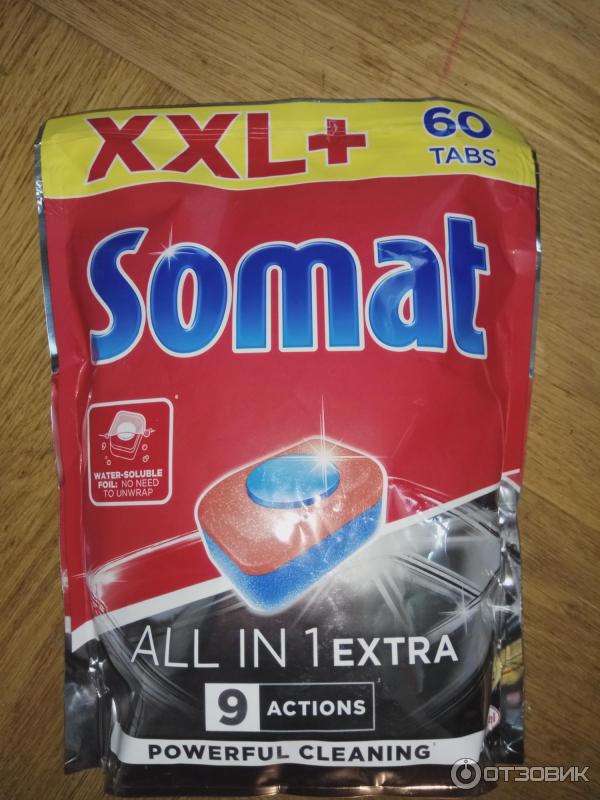 XXL+
60
TABS
Somat
WATER-SOLUBLE
FOIL: NO NEED
TO UNWRAP
ALL IN 1 EXTRA
9 ACTIONS
POWERFUL CLEANING
ОТЗОВИК